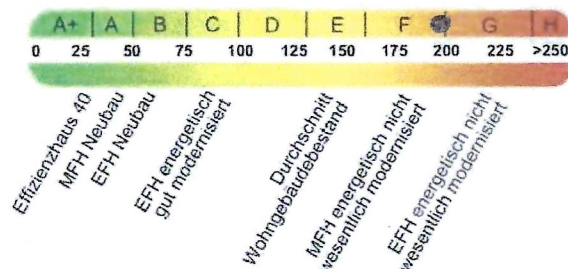 A+ A B C D E F G H
0 25 50 75 100 125 150 175 200 225 >250
Effizienzhaus 40
MFH Neubau
EFH Neubau
EFH energetisch
gut modernisiert
Durchschnitt
Wohngebäudebestand
MFH energetisch nicht
wesentlich modernisiert
EFH energetisch nicht
wesentlich modernisiert